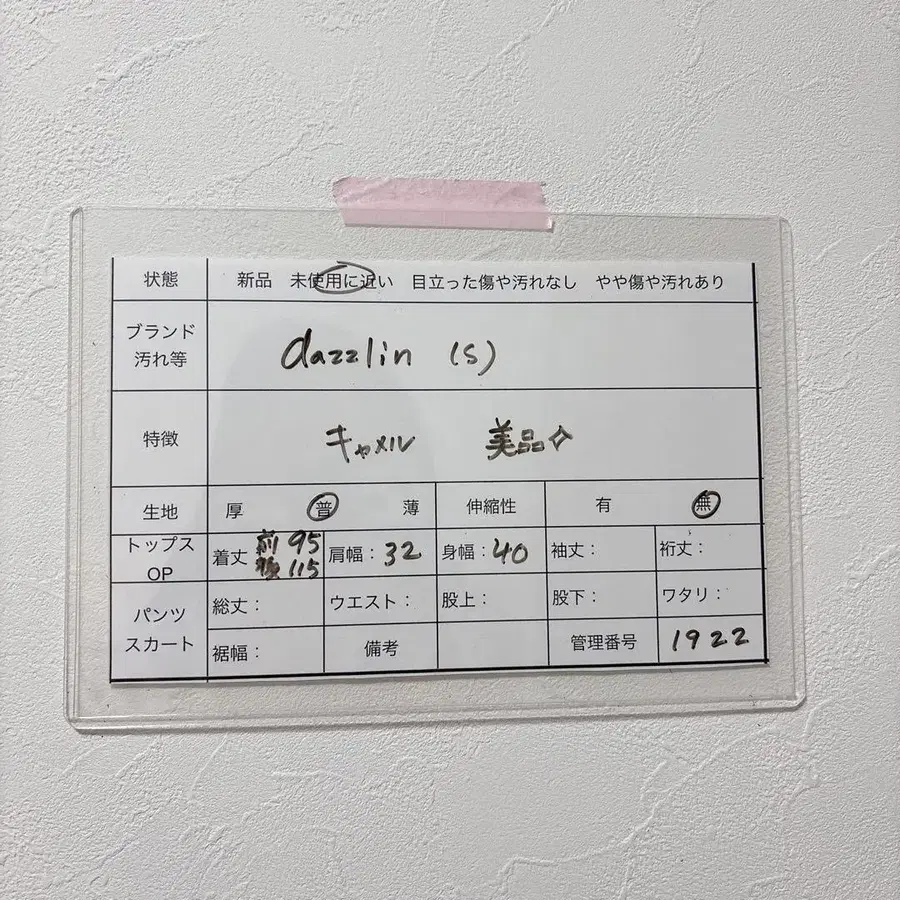 状態 新品 未使用に近い 目立った傷や汚れなし やや傷や汚れあり
ブランド
汚れ等
dazzlin (S)
特徴 キャメル 美品✧
生地 厚 普 薄 伸縮性 有 無
トップス
OP
着丈 前 95
後 115
肩幅: 32 身幅: 40 袖丈: 裄丈:
パンツ
スカート
総丈: ウエスト: 股上: 股下: ワタリ:
裾幅: 備考 管理番号 1922